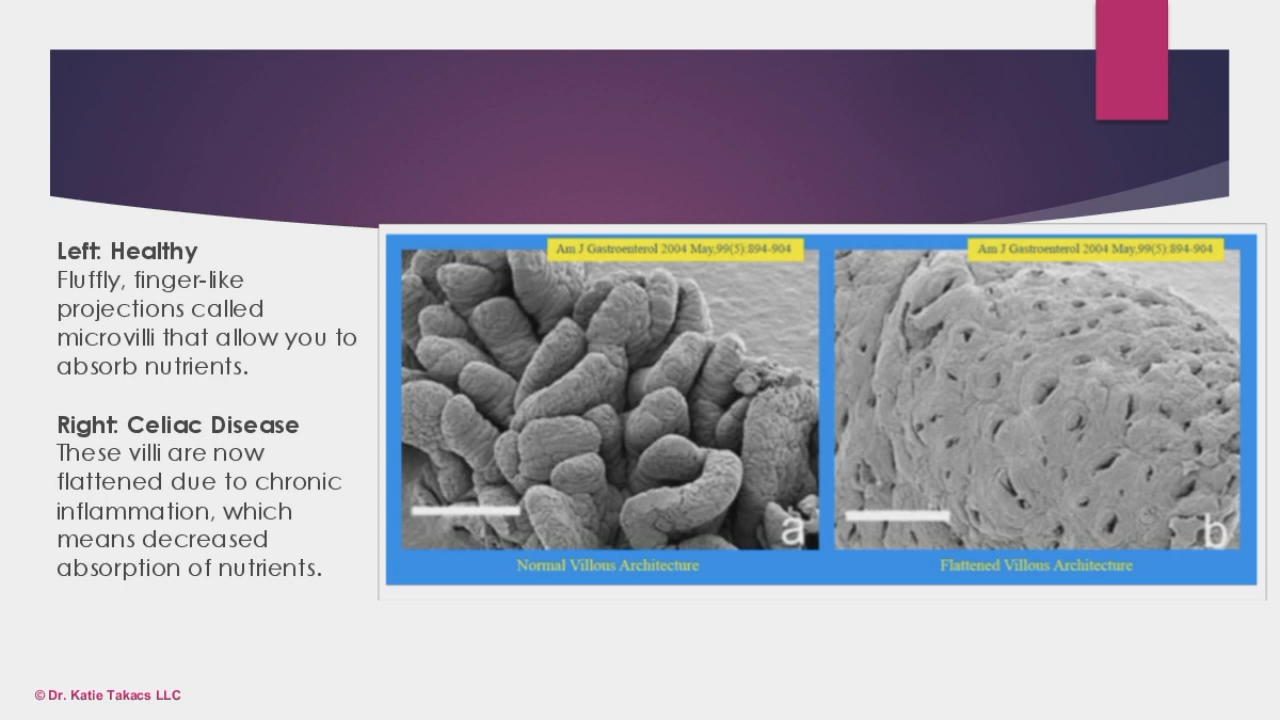 Left: Healthy
Fluffly, finger-like
projections called
microvilli that allow you to
absorb nutrients.
Right: Celiac Disease
These villi are now
flattened due to chronic
inflammation, which
means decreased
absorption of nutrients.
Am J Gastroenterol 2004 May,99(5):894-904
Am J Gastroenterol 2004 May,99(5):894-904
a
b
Normal Villous Architecture
Flattened Villous Architecture
© Dr. Katie Takacs LLC